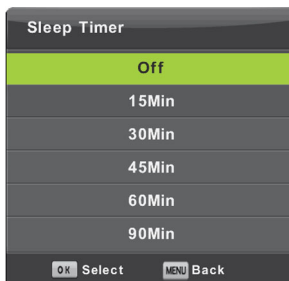 Sleep Timer
Off
15Min
30Min
45Min
60Min
90Min
OK Select MENU Back